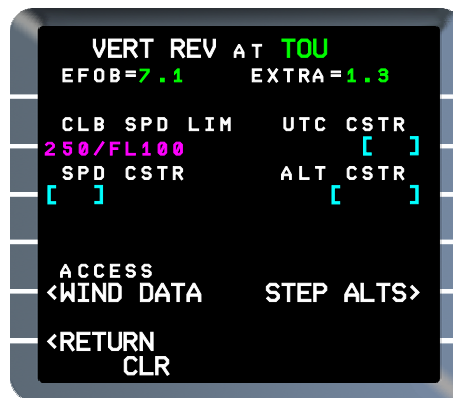 VERT REV AT TOU
EFOB=7.1 EXTRA=1.3
CLB SPD LIM UTC CSTR
250/FL100 [ ]
SPD CSTR ALT CSTR
[ ] [ ]
ACCESS
<WIND DATA STEP ALTS>
<RETURN
CLR